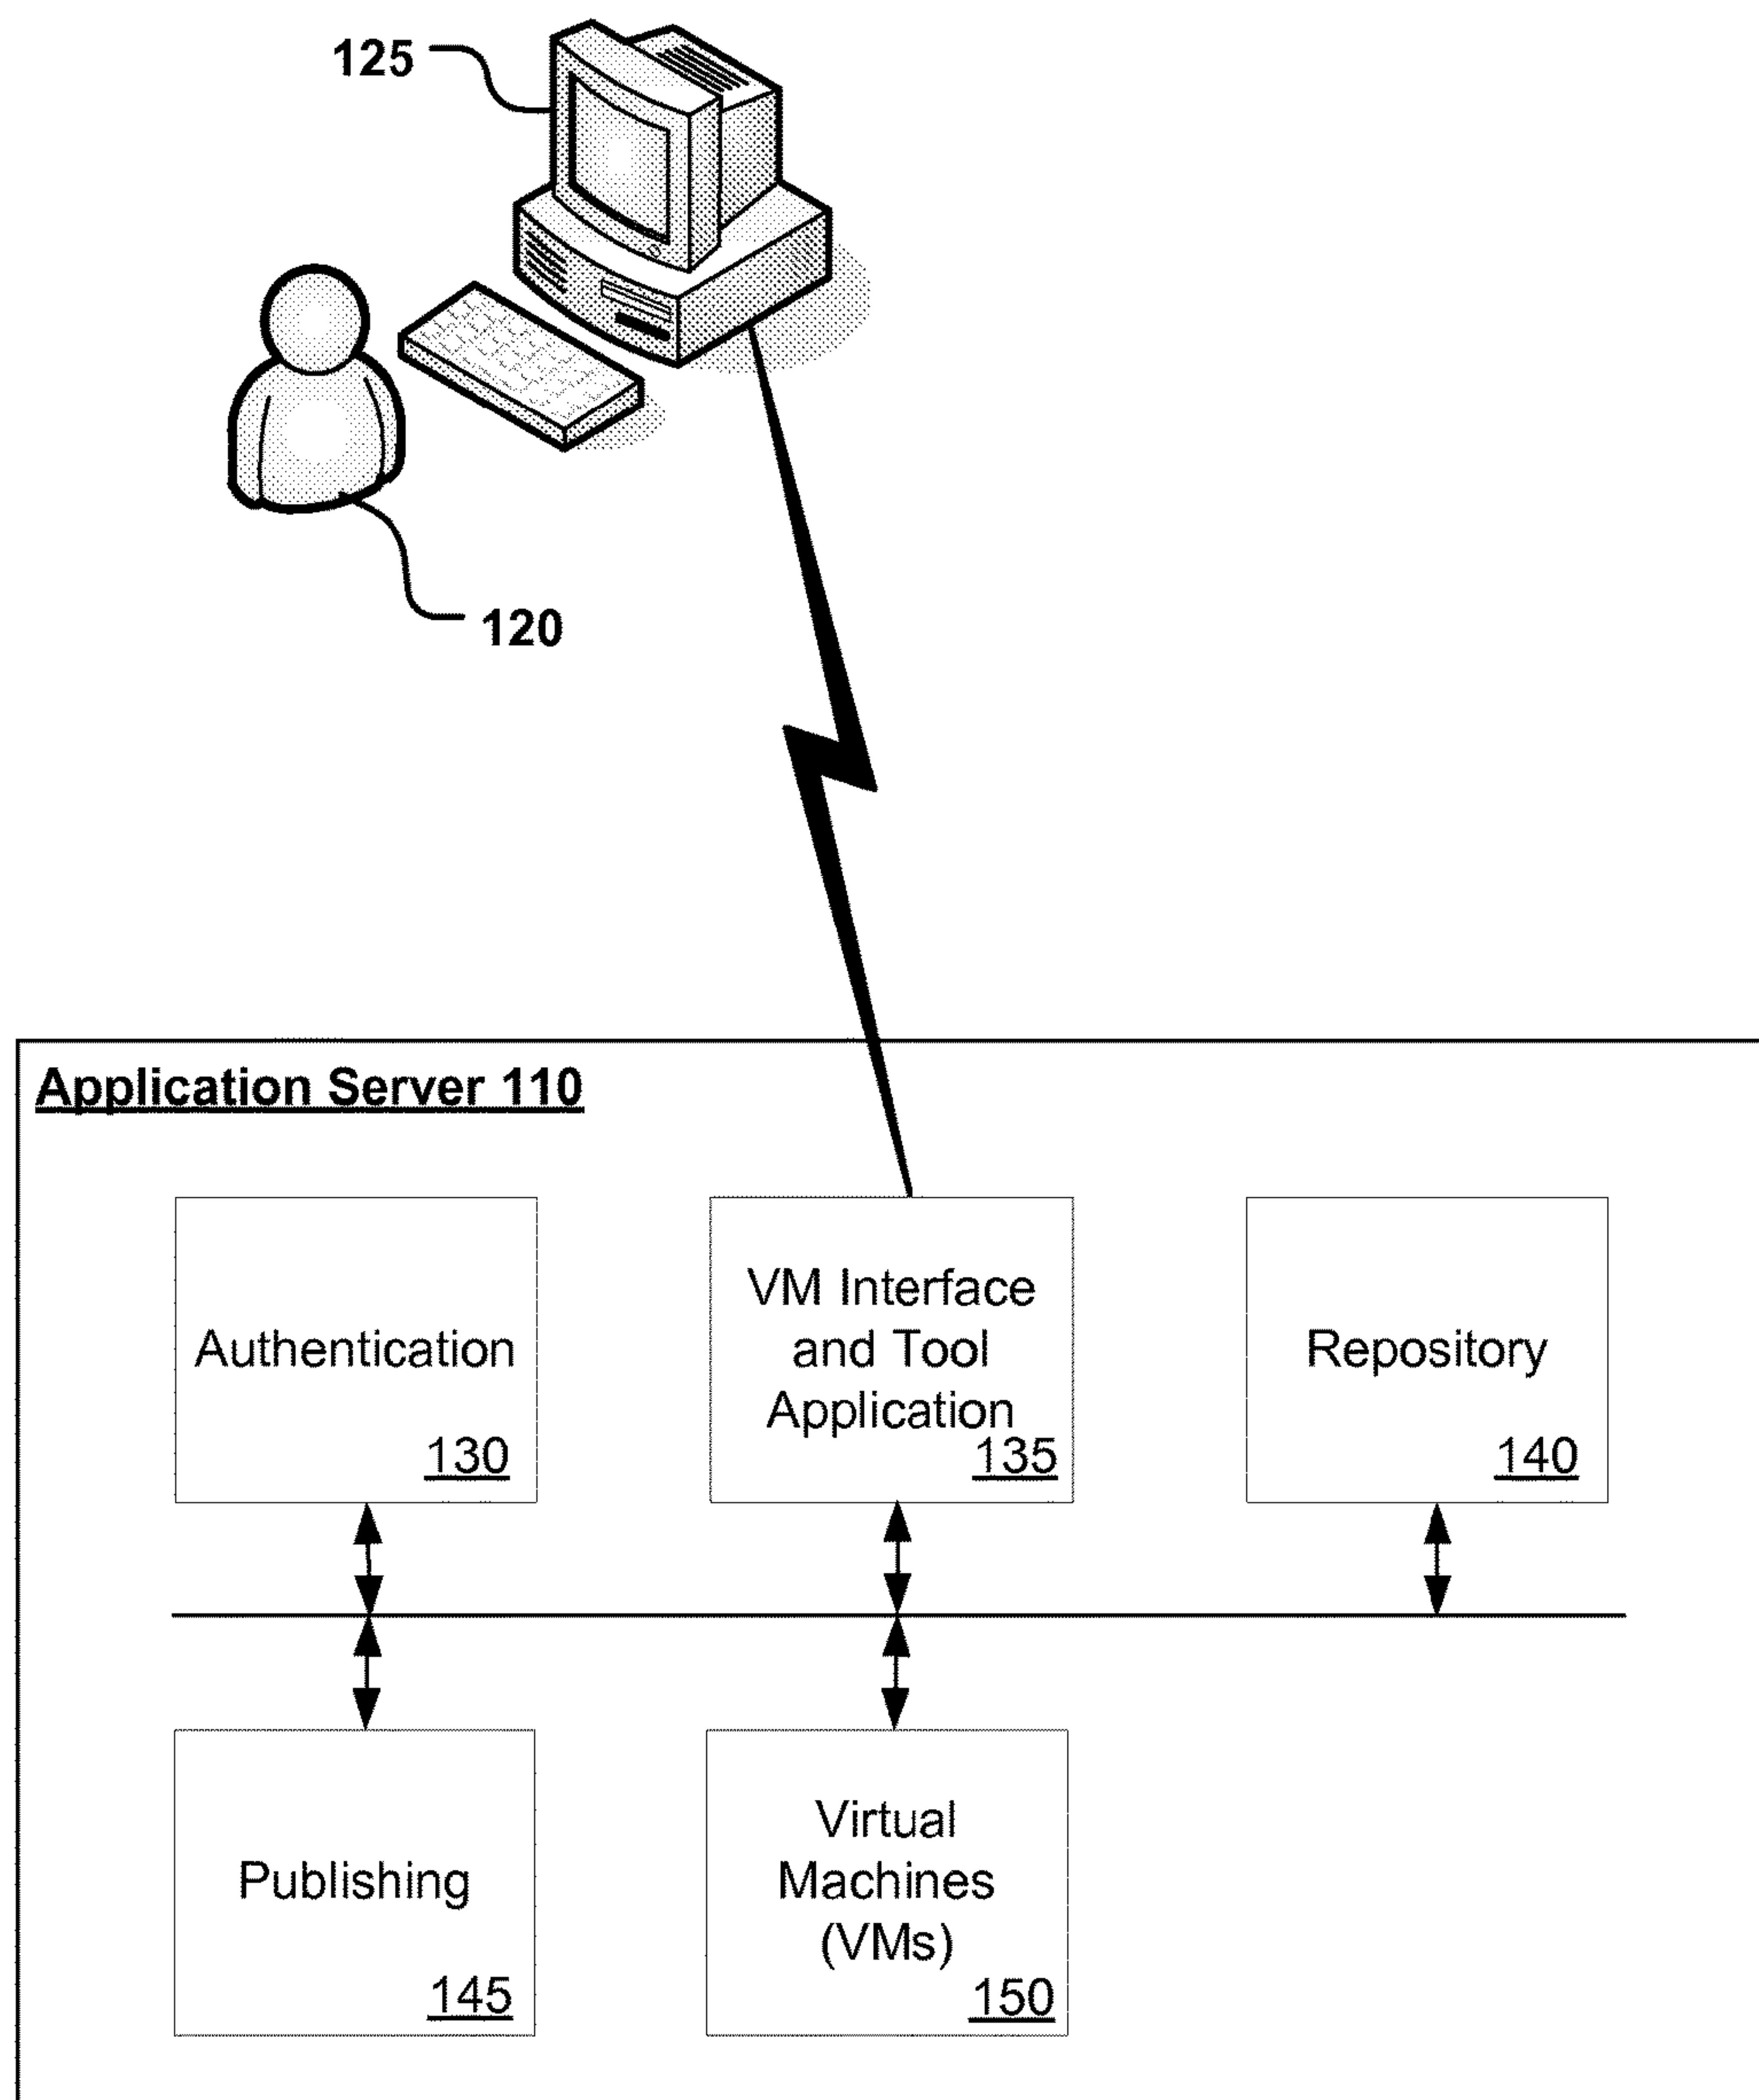 125
120
Application Server 110
Authentication
130
VM Interface
and Tool
Application
135
Repository
140
Publishing
145
Virtual
Machines
(VMs)
150